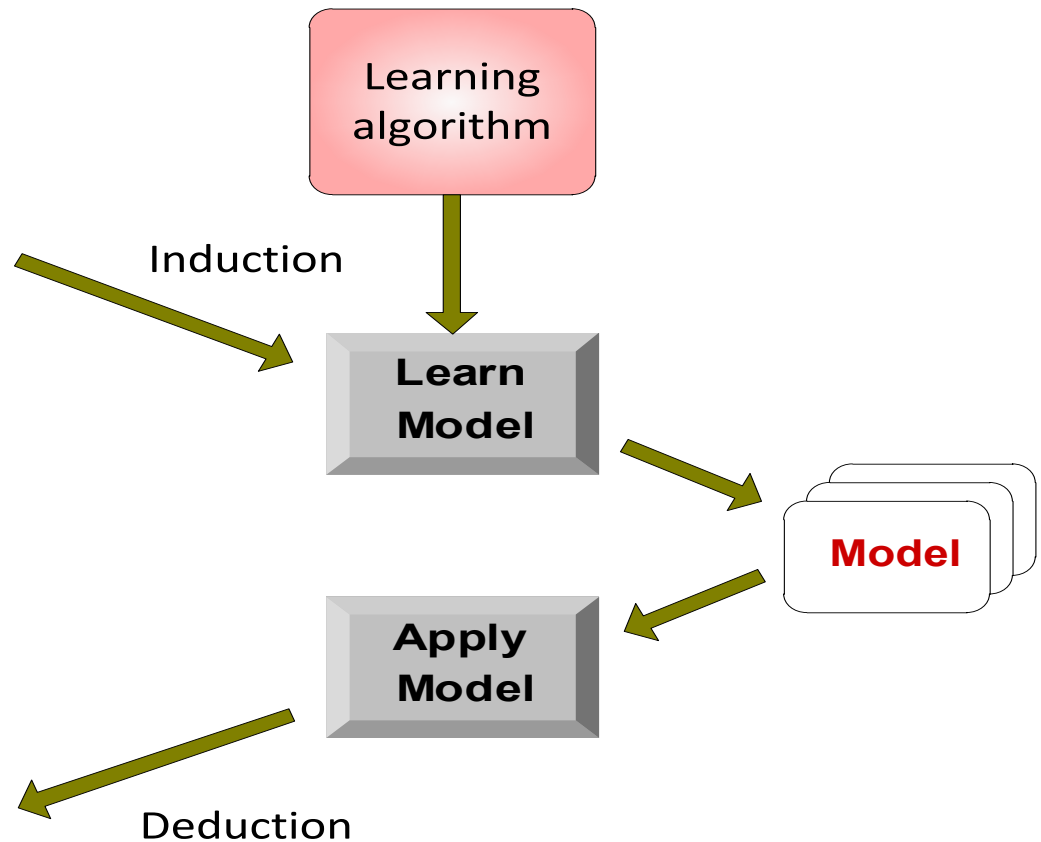 Learning
algorithm
Induction
Learn
Model
Model
Apply
Model
Deduction